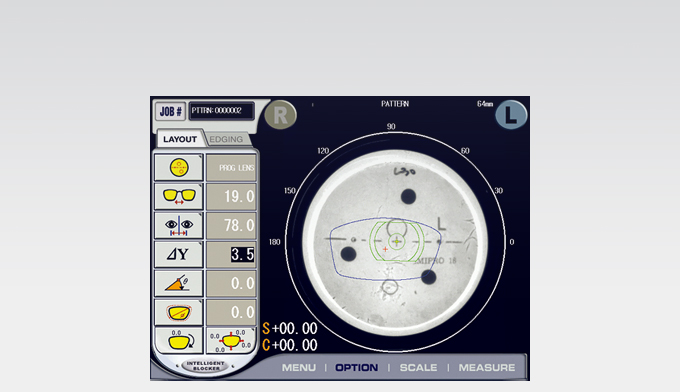 JOB #
PTTRN:0000002
R
PATTERN
64mm
L
LAYOUT
EDGING
PROG LENS
19.0
78.0
ΔY
3.5
θ
0.0
0.0
0.0
0.0
0.0
0.0
0.0
INTELLIGENT
BLOCKER
90
120
60
150
30
180
0
L
S+00.00
C+00.00
MENU | OPTION | SCALE | MEASURE